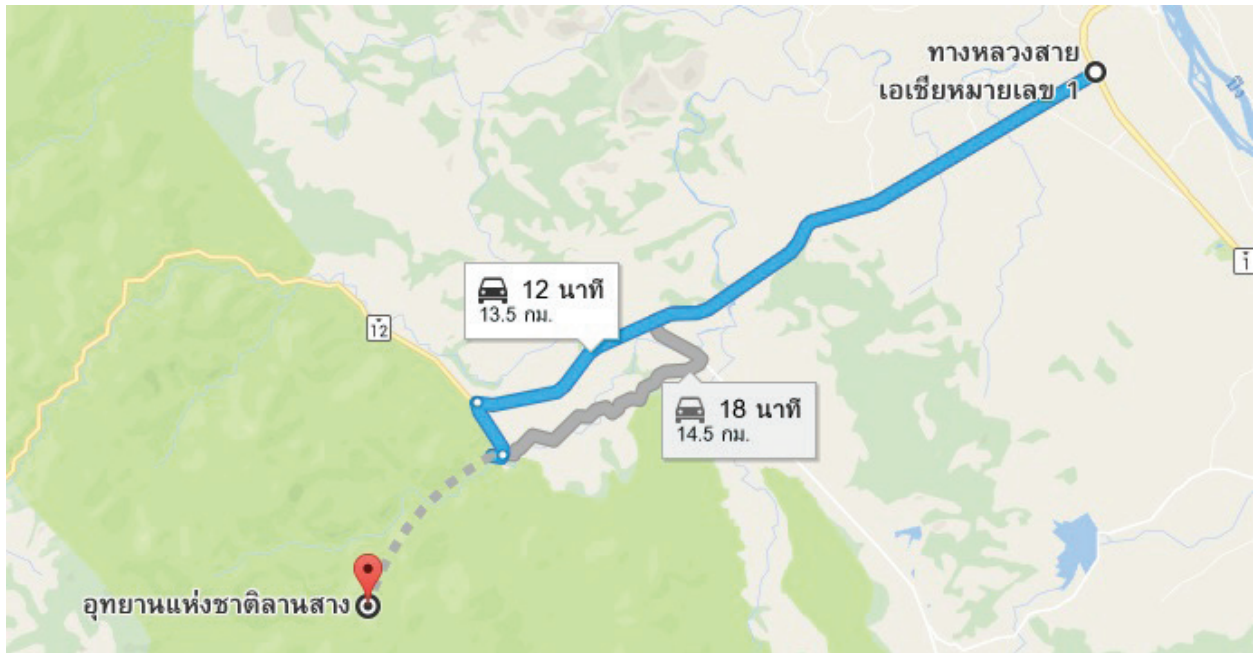 ทางหลวงสาย
เอเชียหมายเลข 1
ปิง
1
12 นาที
13.5 กม.
12
18 นาที
14.5 กม.
อุทยานแห่งชาติลานสาง